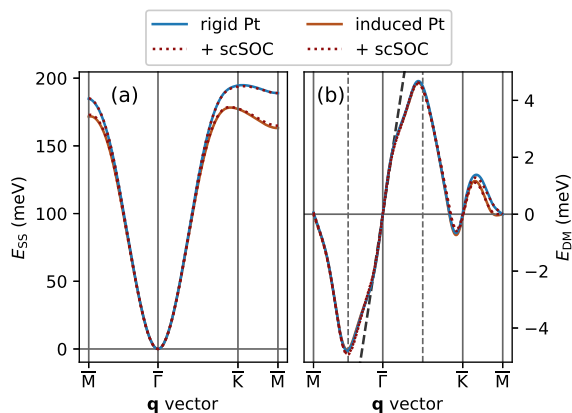 rigid Pt induced Pt
+ scSOC + scSOC
(a) (b)
200
150
100
50
0
E_SS (meV)
4
2
0
−2
−4
E_DM (meV)
M̅ Γ̅ K̅ M̅ M̅ Γ̅ K̅ M̅
q vector q vector